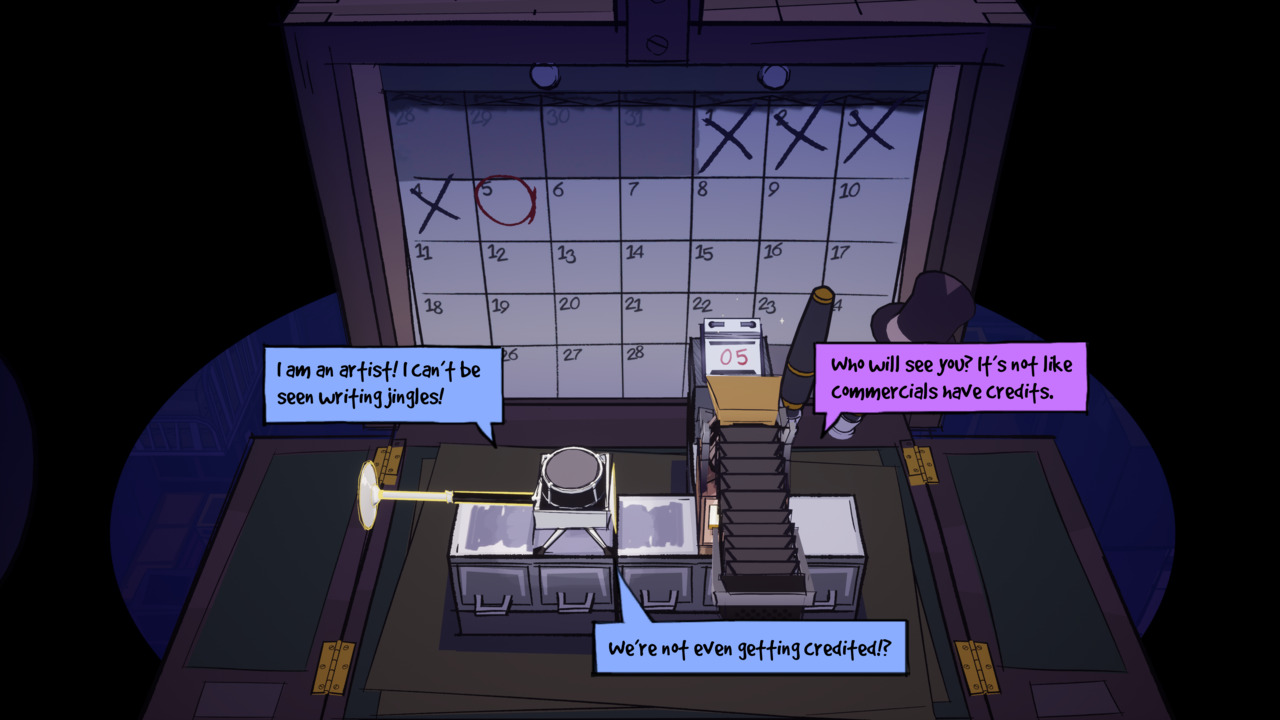 28 29 30 31 1 2 3
4 5 6 7 8 9 10
11 12 13 14 15 16 17
18 19 20 21 22 23 4
26 27 28
05
I am an artist! I can't be
seen writing jingles!
Who will see you? It's not like
commercials have credits.
We're not even getting credited!?